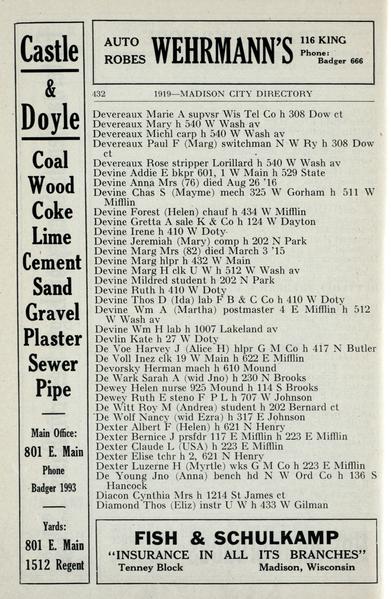 Castle
&
Doyle
Coal
Wood
Coke
Lime
Cement
Sand
Gravel
Plaster
Sewer
Pipe
Main Office:
801 E. Main
Phone
Badger 1993
Yards:
801 E. Main
1512 Regent
AUTO ROBES WEHRMANN'S 116 KING
Phone:
Badger 666
432 1919—MADISON CITY DIRECTORY
Devereaux Marie A supvr Wis Tel Co h 308 Dow ct
Devereaux Mary h 540 W Wash av
Devereaux Michl carp h 540 W Wash av
Devereaux Paul F (Marg) switchman N W Ry h 308 Dow
ct
Devereaux Rose stripper Lorillard h 540 W Wash av
Devine Addie E bkpr 601, 1 W Main h 529 State
Devine Anna Mrs (76) died Aug 26 '16
Devine Chas S (Mayme) mech 325 W Gorham h 511 W
Mifflin
Devine Forest (Helen) chauf h 434 W Mifflin
Devine Gretta A sale K & Co h 124 W Dayton
Devine Irene h 410 W Doty
Devine Jeremiah (Mary) comp h 202 N Park
Devine Marg Mrs (82) died March 3 '15
Devine Marg hlpr h 432 W Main
Devine Marg H clk U W h 512 W Wash av
Devine Mildred student h 202 N Park
Devine Ruth h 410 W Doty
Devine Thos D (Ida) lab F B & C Co h 410 W Doty
Devine Wm A (Martha) postmaster 4 E Mifflin h 512
W Wash av
Devine Wm H lab h 1007 Lakeland av
Devlin Kate h 27 W Doty
De Voe Harvey J (Alice H) hlpr G M Co h 417 N Butler
De Voll Inez clk 19 W Main h 622 E Mifflin
Devorsky Herman mach h 610 Mound
De Wark Sarah A (wid Jno) h 230 N Brooks
Dewey Helen nurse 925 Mound h 114 S Brooks
Dewey Ruth E steno F P L h 707 W Johnson
De Witt Roy M (Andrea) student h 202 Bernard ct
De Wolf Nancy (wid Ezra) h 317 E Johnson
Dexter Albert F (Helen) h 621 N Henry
Dexter Bernice J prsfdr 117 E Mifflin h 223 E Mifflin
Dexter Claude L (USA) h 223 E Mifflin
Dexter Elise tchr h 2, 621 N Henry
Dexter Luzerne H (Myrtle) wks G M Co h 223 E Mifflin
De Young Jno (Anna) bench hd N W Ord Co h 136 S
Hancock
Diacon Cynthia Mrs h 1214 St James ct
Diamond Thos (Eliz) instr U W h 433 W Gilman
FISH & SCHULKAMP
"INSURANCE IN ALL ITS BRANCHES"
Tenney Block Madison, Wisconsin